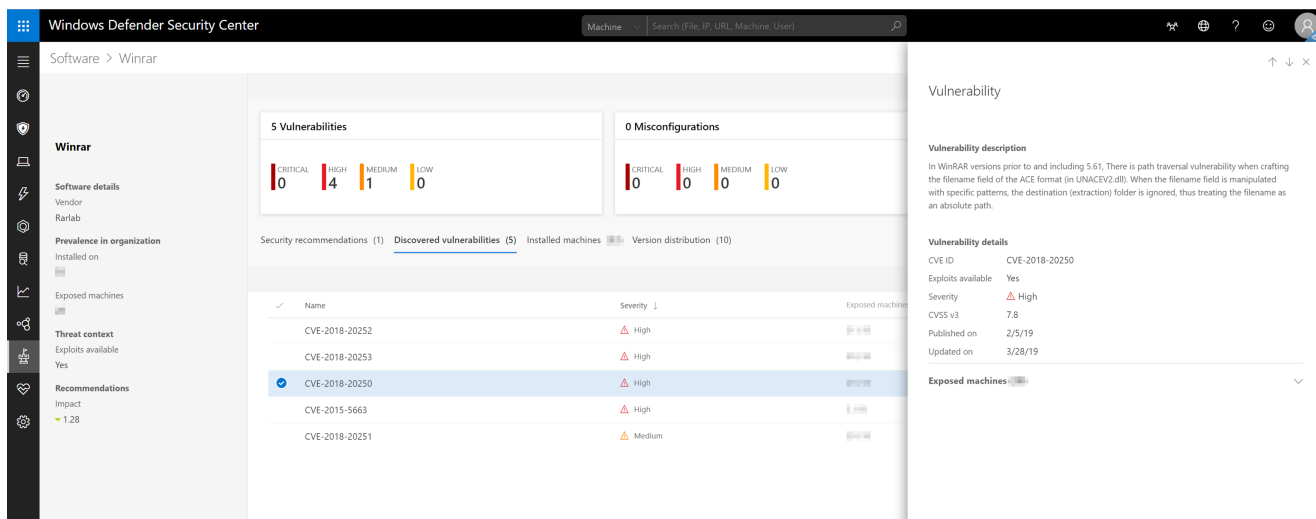 Windows Defender Security Center
Machine
Search (File, IP, URL, Machine, User)
?
Software > Winrar
Winrar
Software details
Vendor
Rarlab
Prevalence in organization
Installed on
Exposed machines
Threat context
Exploits available
Yes
Recommendations
Impact
1.28
5 Vulnerabilities
CRITICAL HIGH MEDIUM LOW
0 4 1 0
0 Misconfigurations
CRITICAL HIGH MEDIUM LOW
0 0 0 0
Security recommendations (1) Discovered vulnerabilities (5) Installed machines Version distribution (10)
Name Severity ↓ Exposed machine
CVE-2018-20252 High
CVE-2018-20253 High
CVE-2018-20250 High
CVE-2015-5663 High
CVE-2018-20251 Medium
Vulnerability
Vulnerability description
In WinRAR versions prior to and including 5.61, There is path traversal vulnerability when crafting
the filename field of the ACE format (in UNACEV2.dll). When the filename field is manipulated
with specific patterns, the destination (extraction) folder is ignored, thus treating the filename as
an absolute path.
Vulnerability details
CVE ID CVE-2018-20250
Exploits available Yes
Severity High
CVSS v3 7.8
Published on 2/5/19
Updated on 3/28/19
Exposed machines